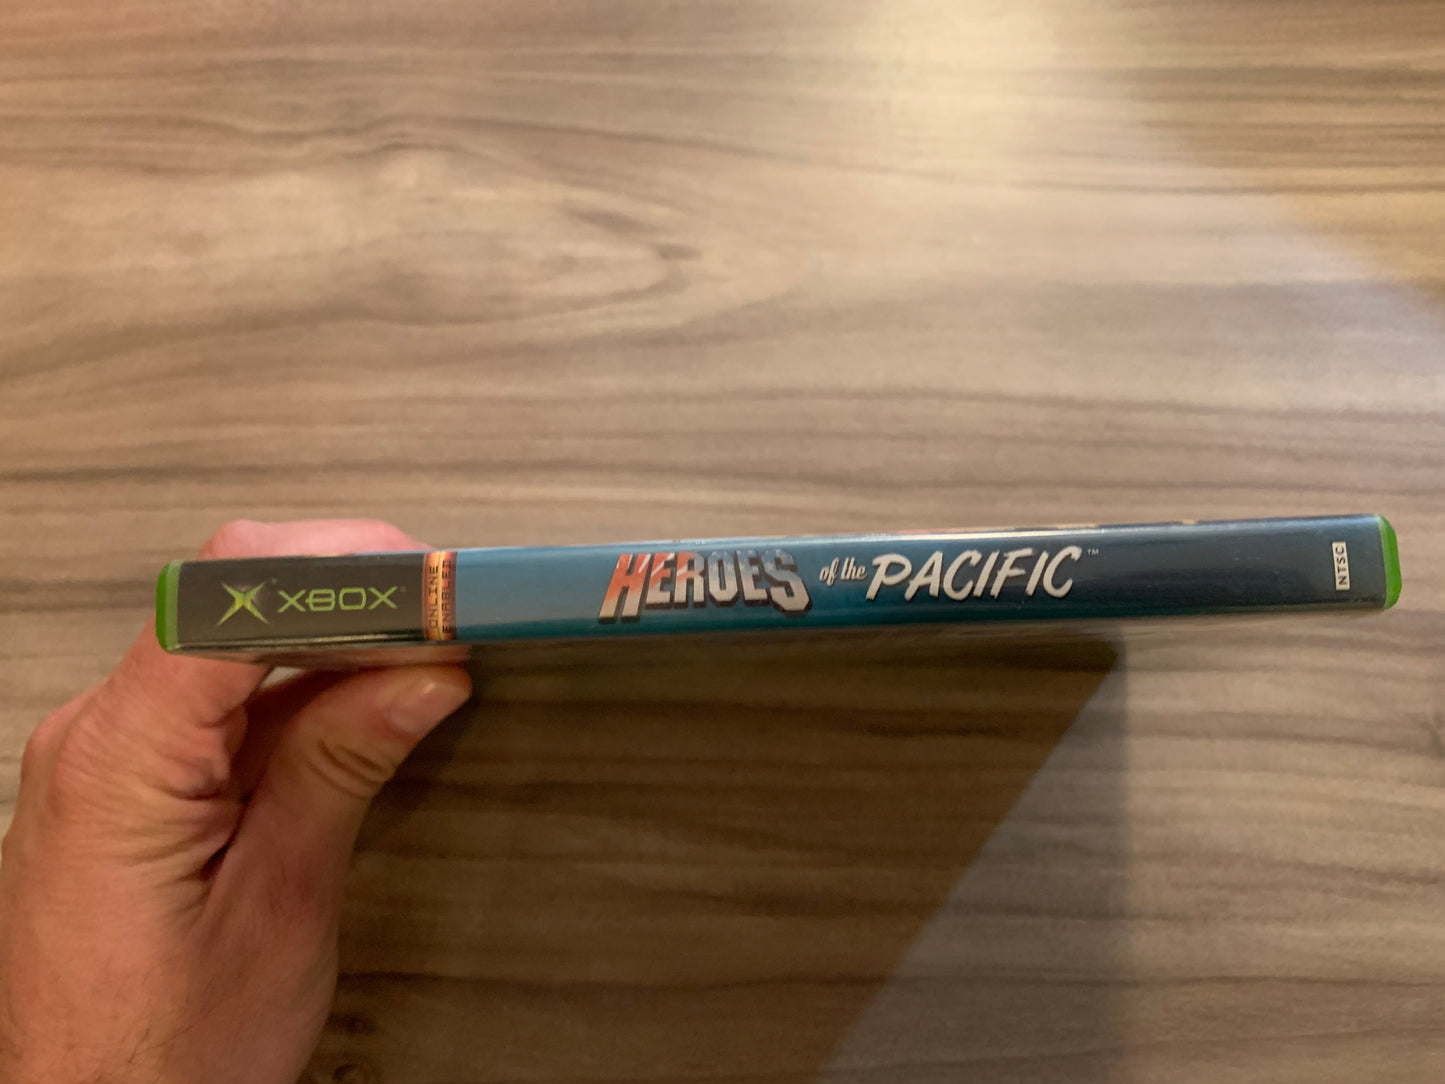 XBOX
ONLINE
ENABLED
HEROES of the PACIFIC™
NTSC